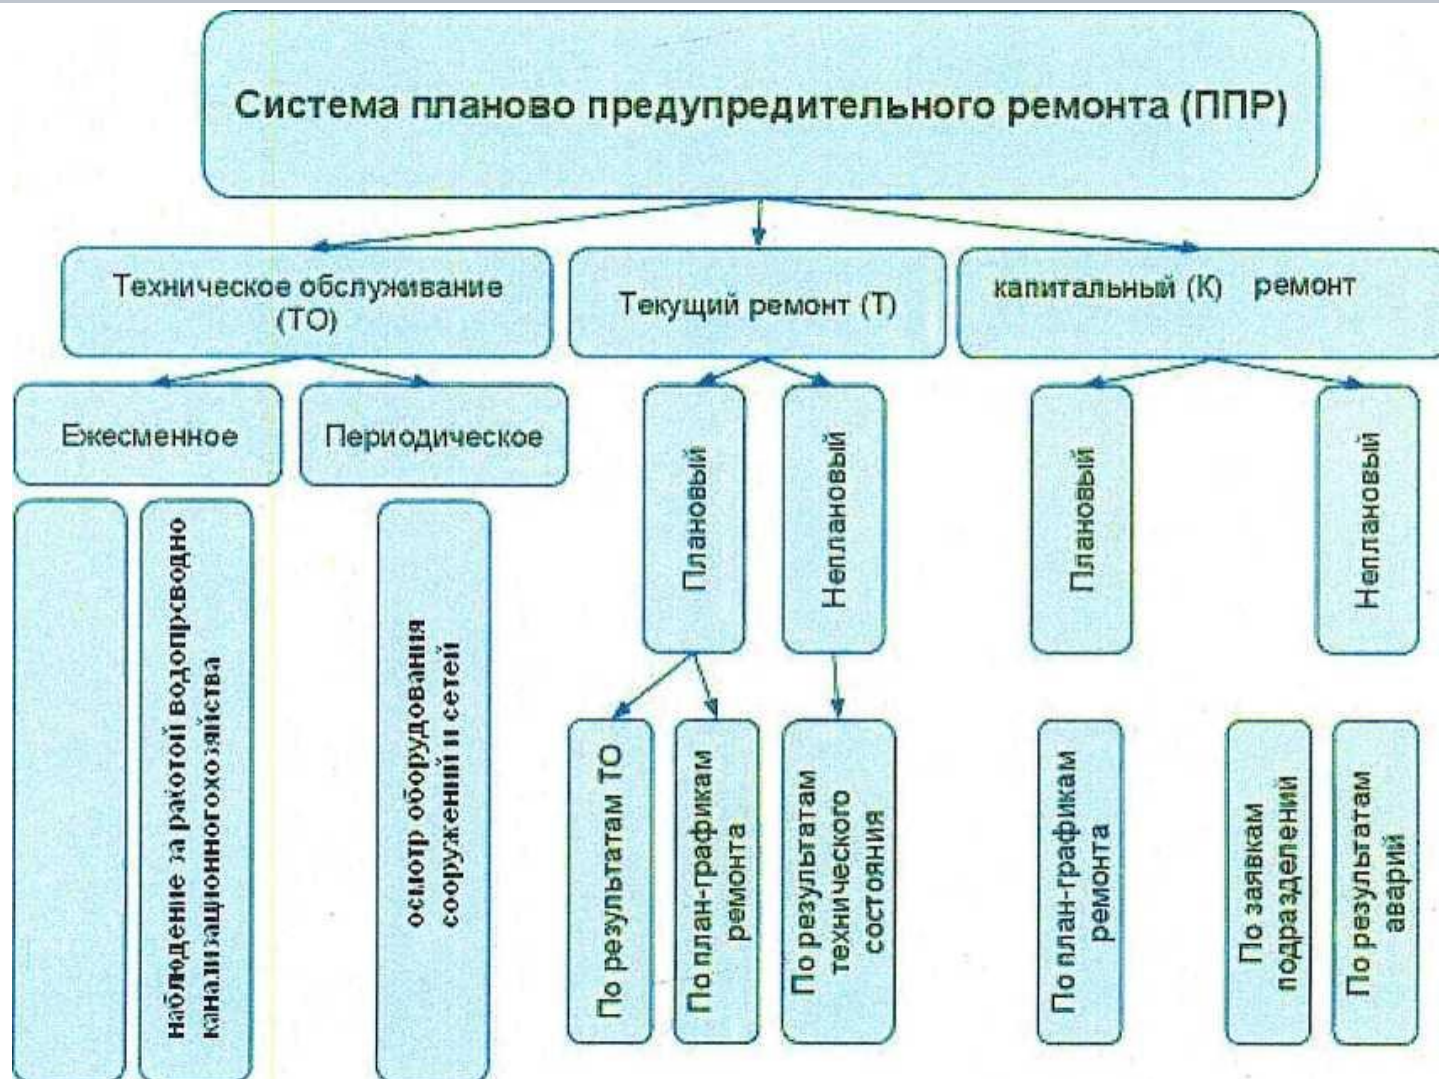 Система планово предупредительного ремонта (ППР)
Техническое обслуживание
(ТО)
Текущий ремонт (Т)
капитальный (К) ремонт
Ежесменное
Периодическое
Плановый
Неплановый
Плановый
Неплановый
наблюдение за работой водопроводно
канализационногохозяйства
осмотр оборудования
сооружений и сетей
По результатам ТО
По план-графикам
ремонта
По результатам
технического
состояния
По план-графикам
ремонта
По заявкам
подразделений
По результатам
аварий